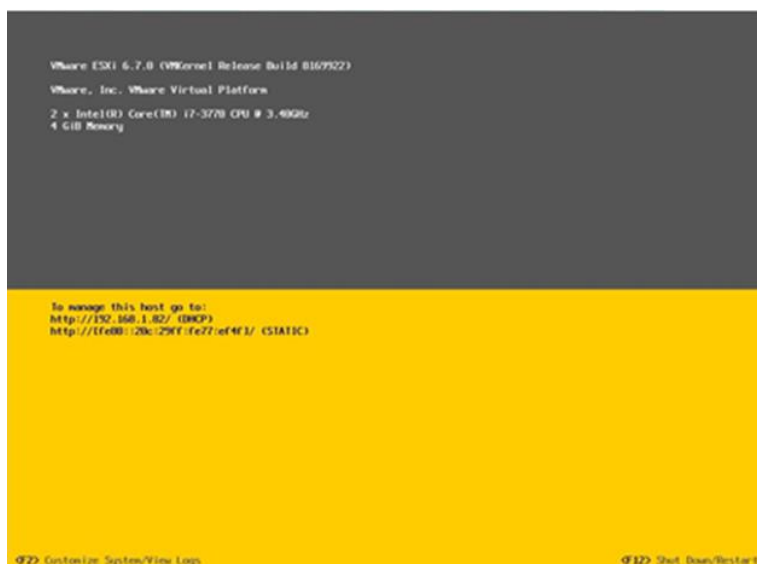 VMware ESXi 6.7.0 (VMKernel Release Build 8169922)
VMware, Inc. VMware Virtual Platform
2 x Intel(R) Core(TM) i7-3770 CPU @ 3.40GHz
4 GiB Memory
To manage this host go to:
http://192.168.1.82/ (DHCP)
http://[fe80::20c:29ff:fe77:ef4f]/ (STATIC)
<F2> Customize System/View Logs
<F12> Shut Down/Restart